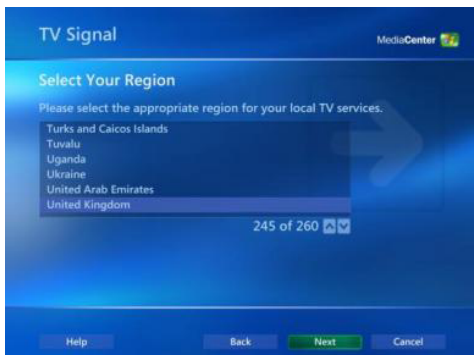 TV Signal
MediaCenter
Select Your Region
Please select the appropriate region for your local TV services.
Turks and Caicos Islands
Tuvalu
Uganda
Ukraine
United Arab Emirates
United Kingdom
245 of 260
Help Back Next Cancel